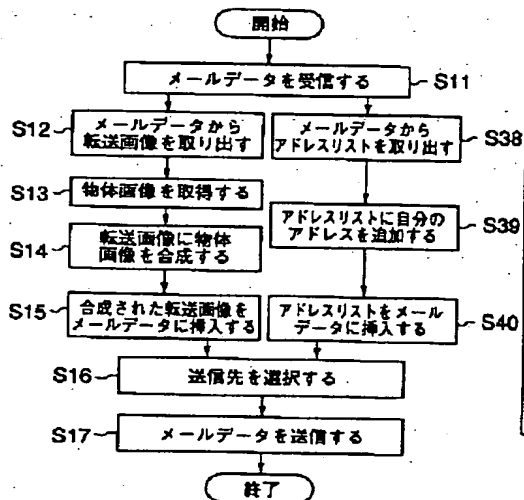 開始
メールデータを受信する
S11
S12
メールデータから
転送画像を取り出す
メールデータから
アドレスリストを取り出す
S38
S13
物体画像を取得する
S14
転送画像に物体
画像を合成する
アドレスリストに自分の
アドレスを追加する
S39
S15
合成された転送画像を
メールデータに挿入する
アドレスリストをメール
データに挿入する
S40
S16
送信先を選択する
S17
メールデータを送信する
終了